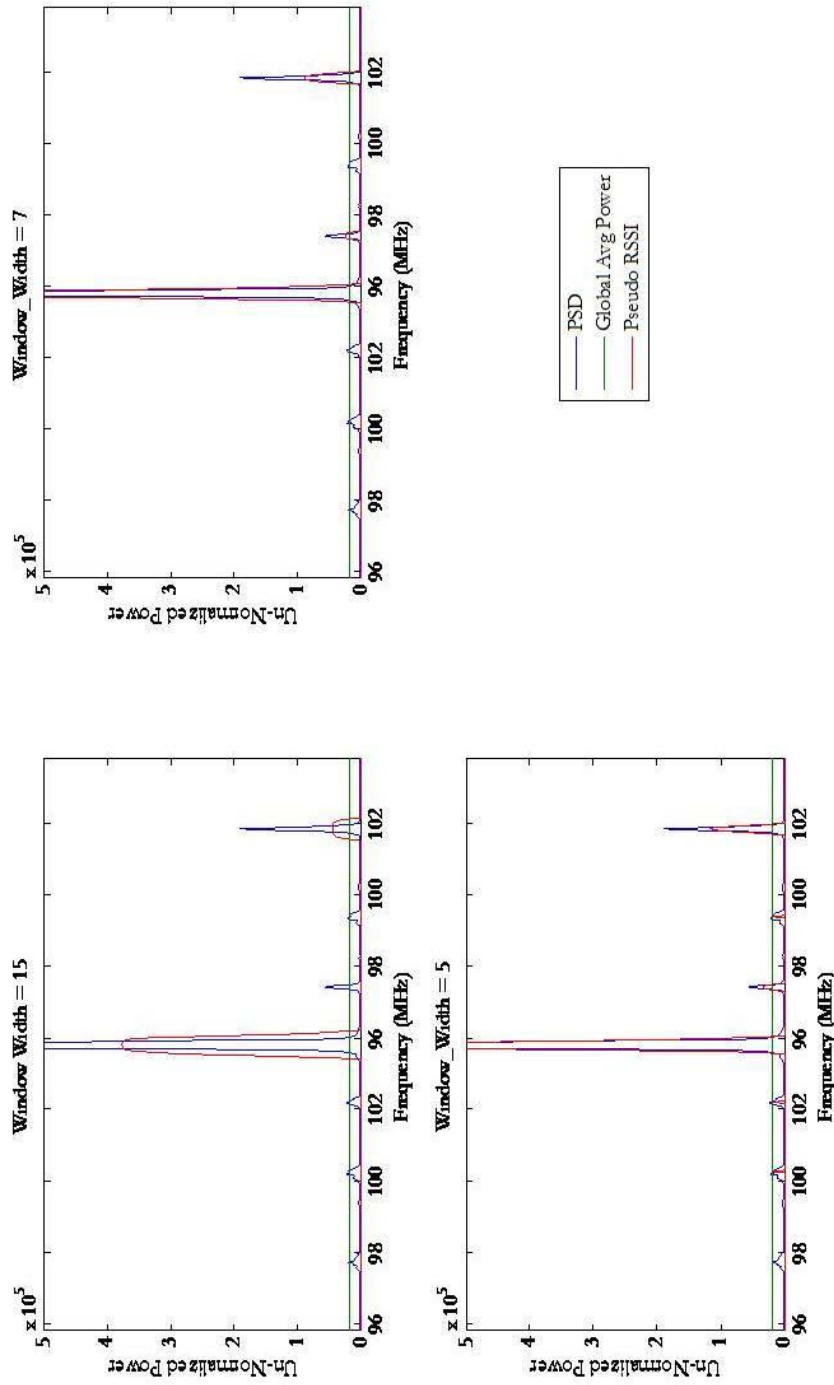 Window Width = 15
x 10^5
5
4
3
2
1
0
Un-Normalized Power
96 98 100 102 96 98 100 102
Frequency (MHz)
Window_Width = 7
x 10^5
5
4
3
2
1
0
Un-Normalized Power
96 98 100 102 96 98 100 102
Frequency (MHz)
Window_Width = 5
x 10^5
5
4
3
2
1
0
Un-Normalized Power
96 98 100 102 96 98 100 102
Frequency (MHz)
PSD
Global Avg Power
Pseudo RSSI